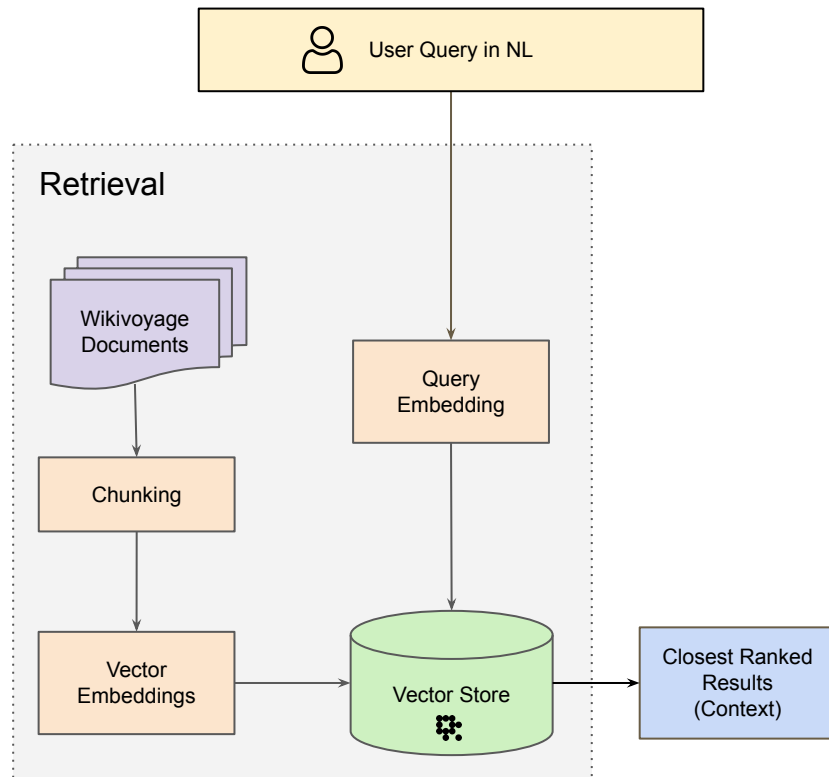 User Query in NL
Retrieval
Wikivoyage
Documents
Query
Embedding
Chunking
Vector
Embeddings
Vector Store
Closest Ranked
Results
(Context)